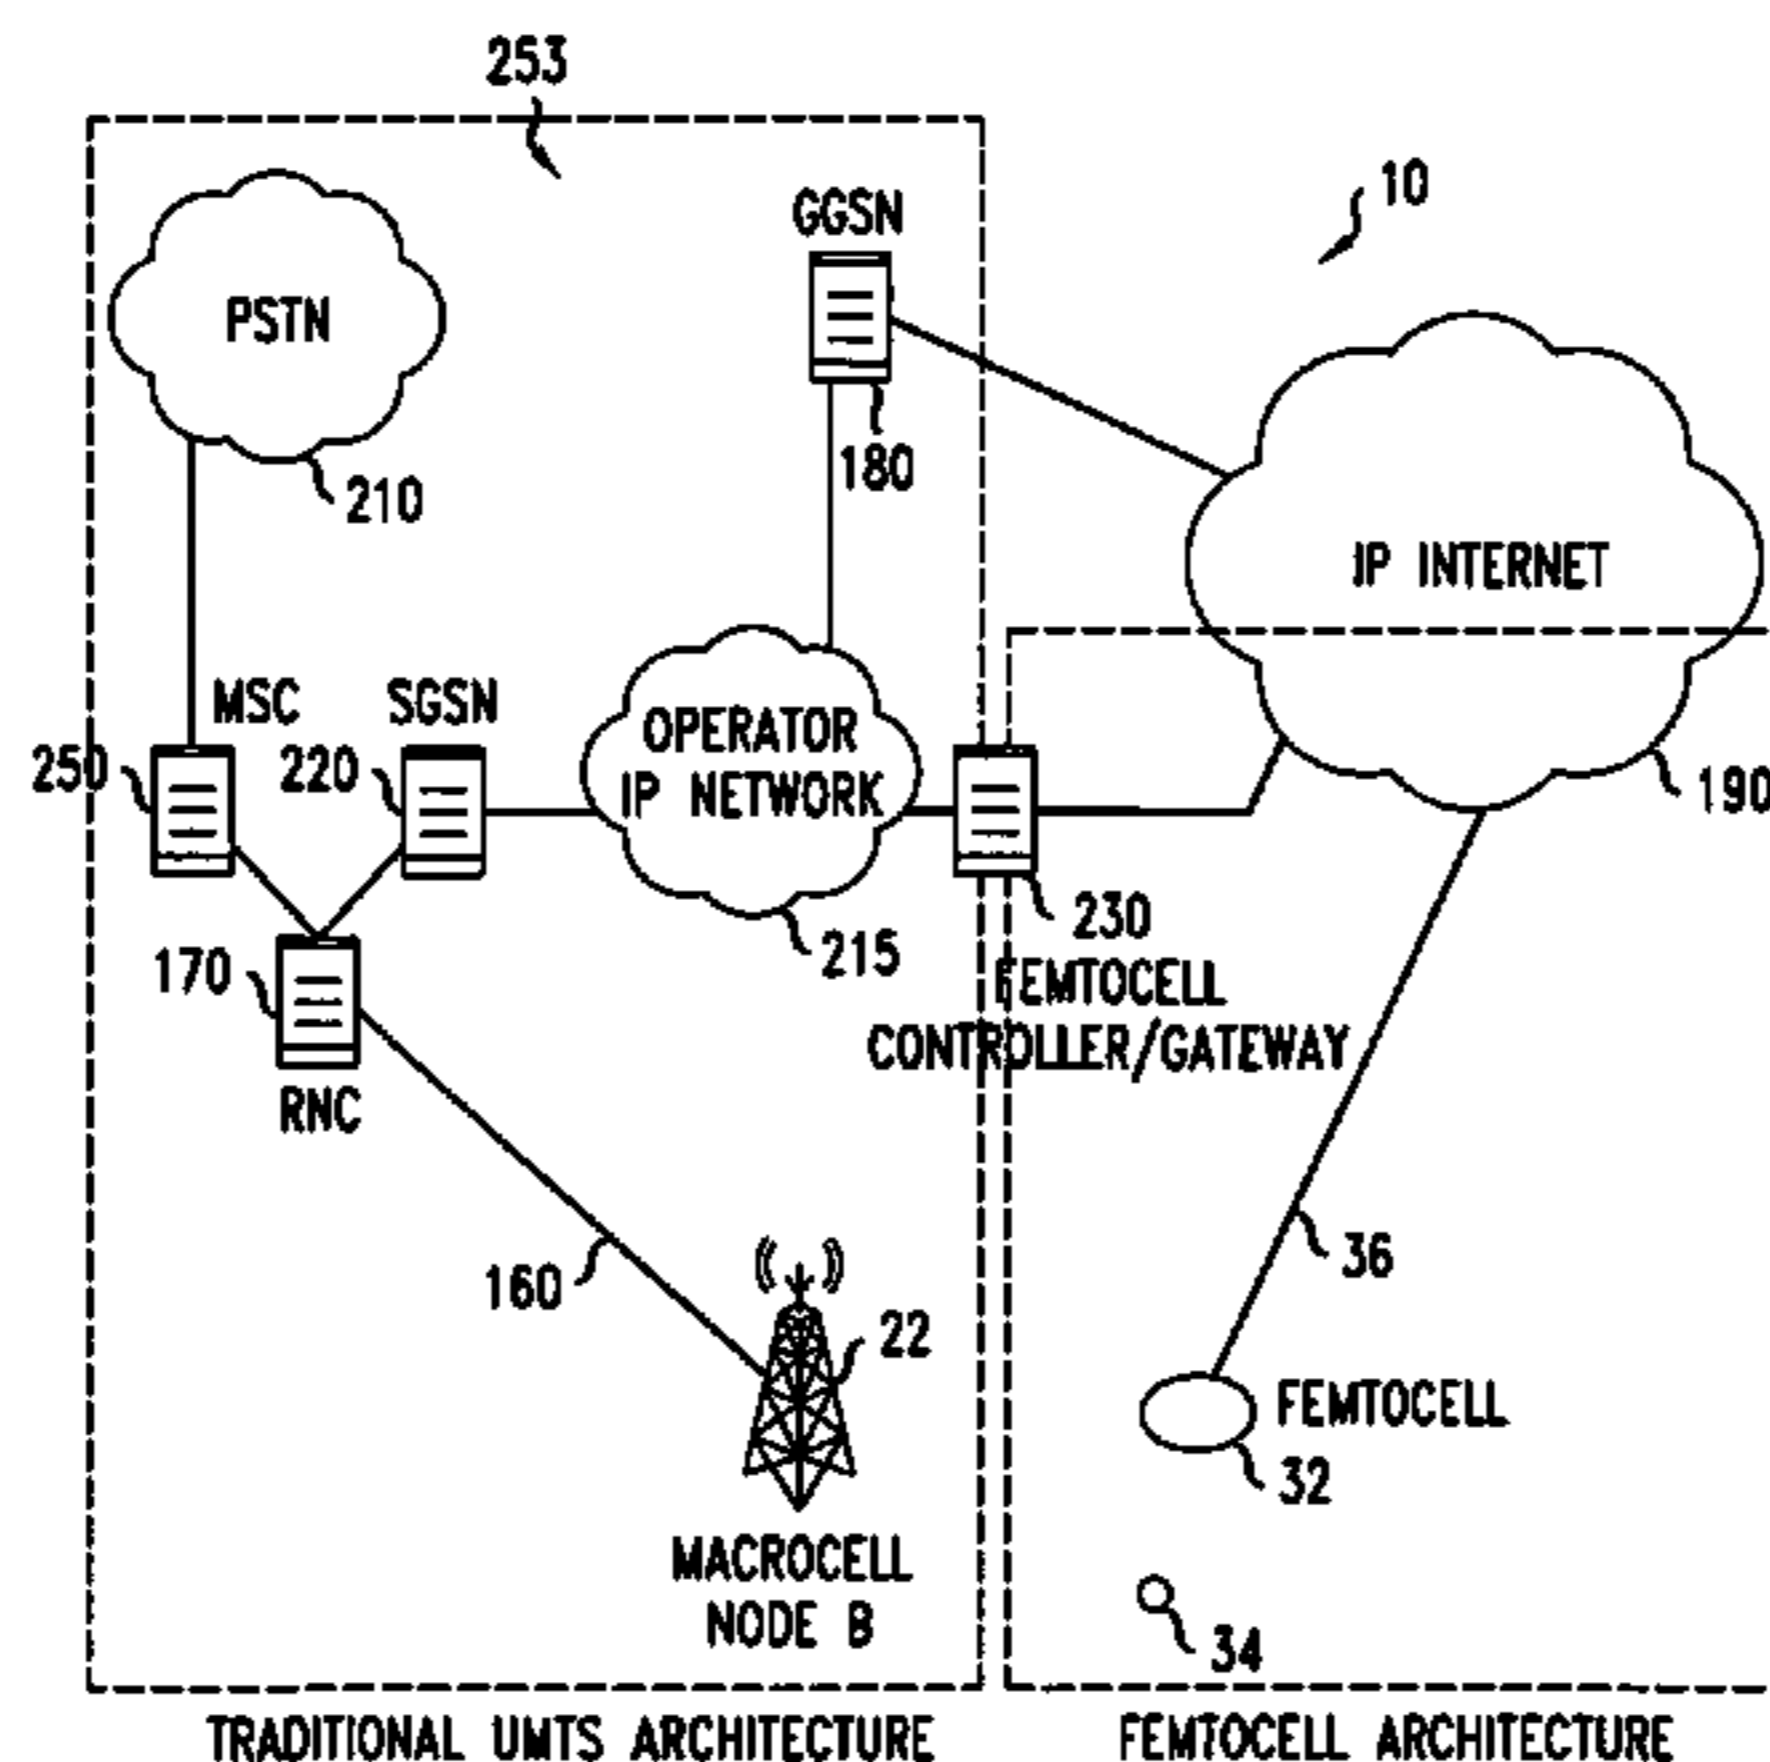 253
10
GGSN
PSTN
180
210
IP INTERNET
MSC
SGSN
OPERATOR
IP NETWORK
250
220
190
230
215
170
FEMTOCELL
CONTROLLER/GATEWAY
RNC
36
160
22
FEMTOCELL
32
MACROCELL
NODE B
34
TRADITIONAL UMTS ARCHITECTURE
FEMTOCELL ARCHITECTURE